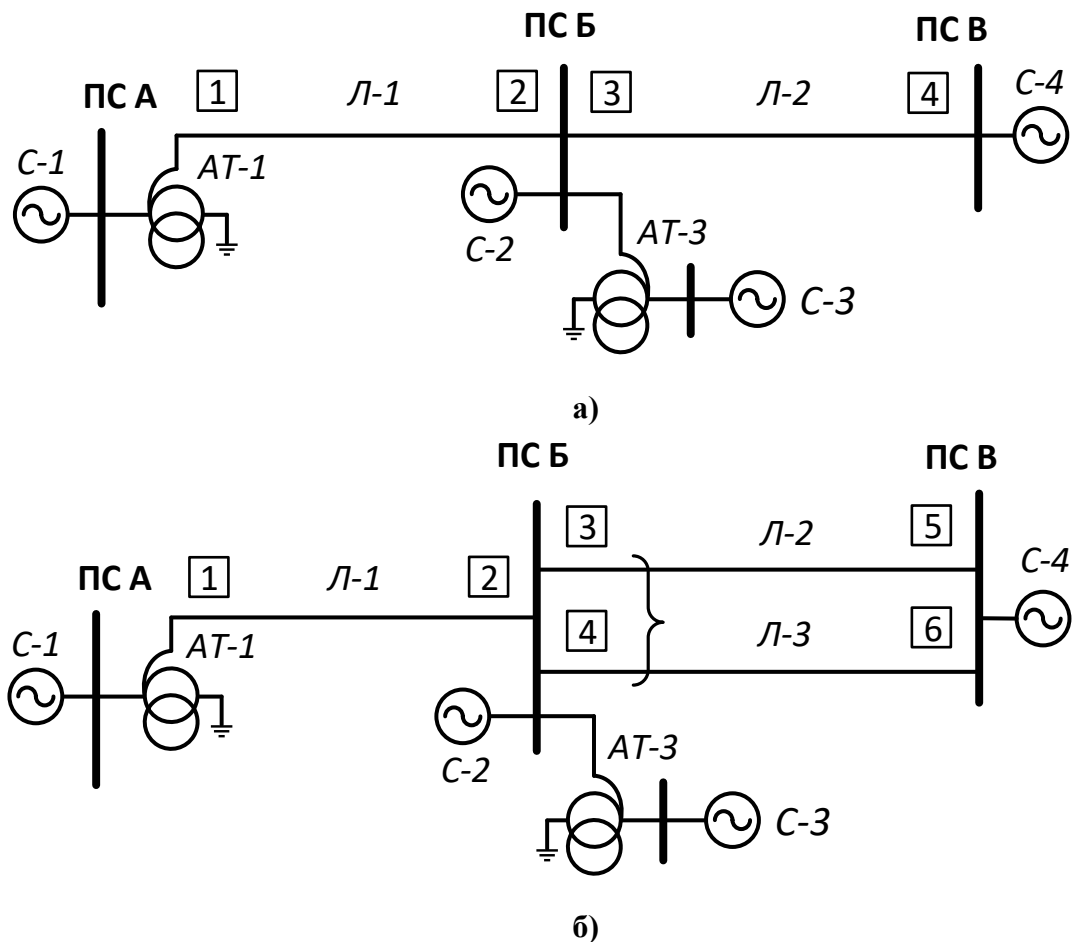 ПС Б ПС В
ПС А 1 Л-1 2 3 Л-2 4 С-4
С-1 АТ-1
С-2 АТ-3
С-3
а)
ПС Б ПС В
3 Л-2 5
ПС А 1 Л-1 2 С-4
С-1 АТ-1 4 Л-3 6
С-2 АТ-3
С-3
б)